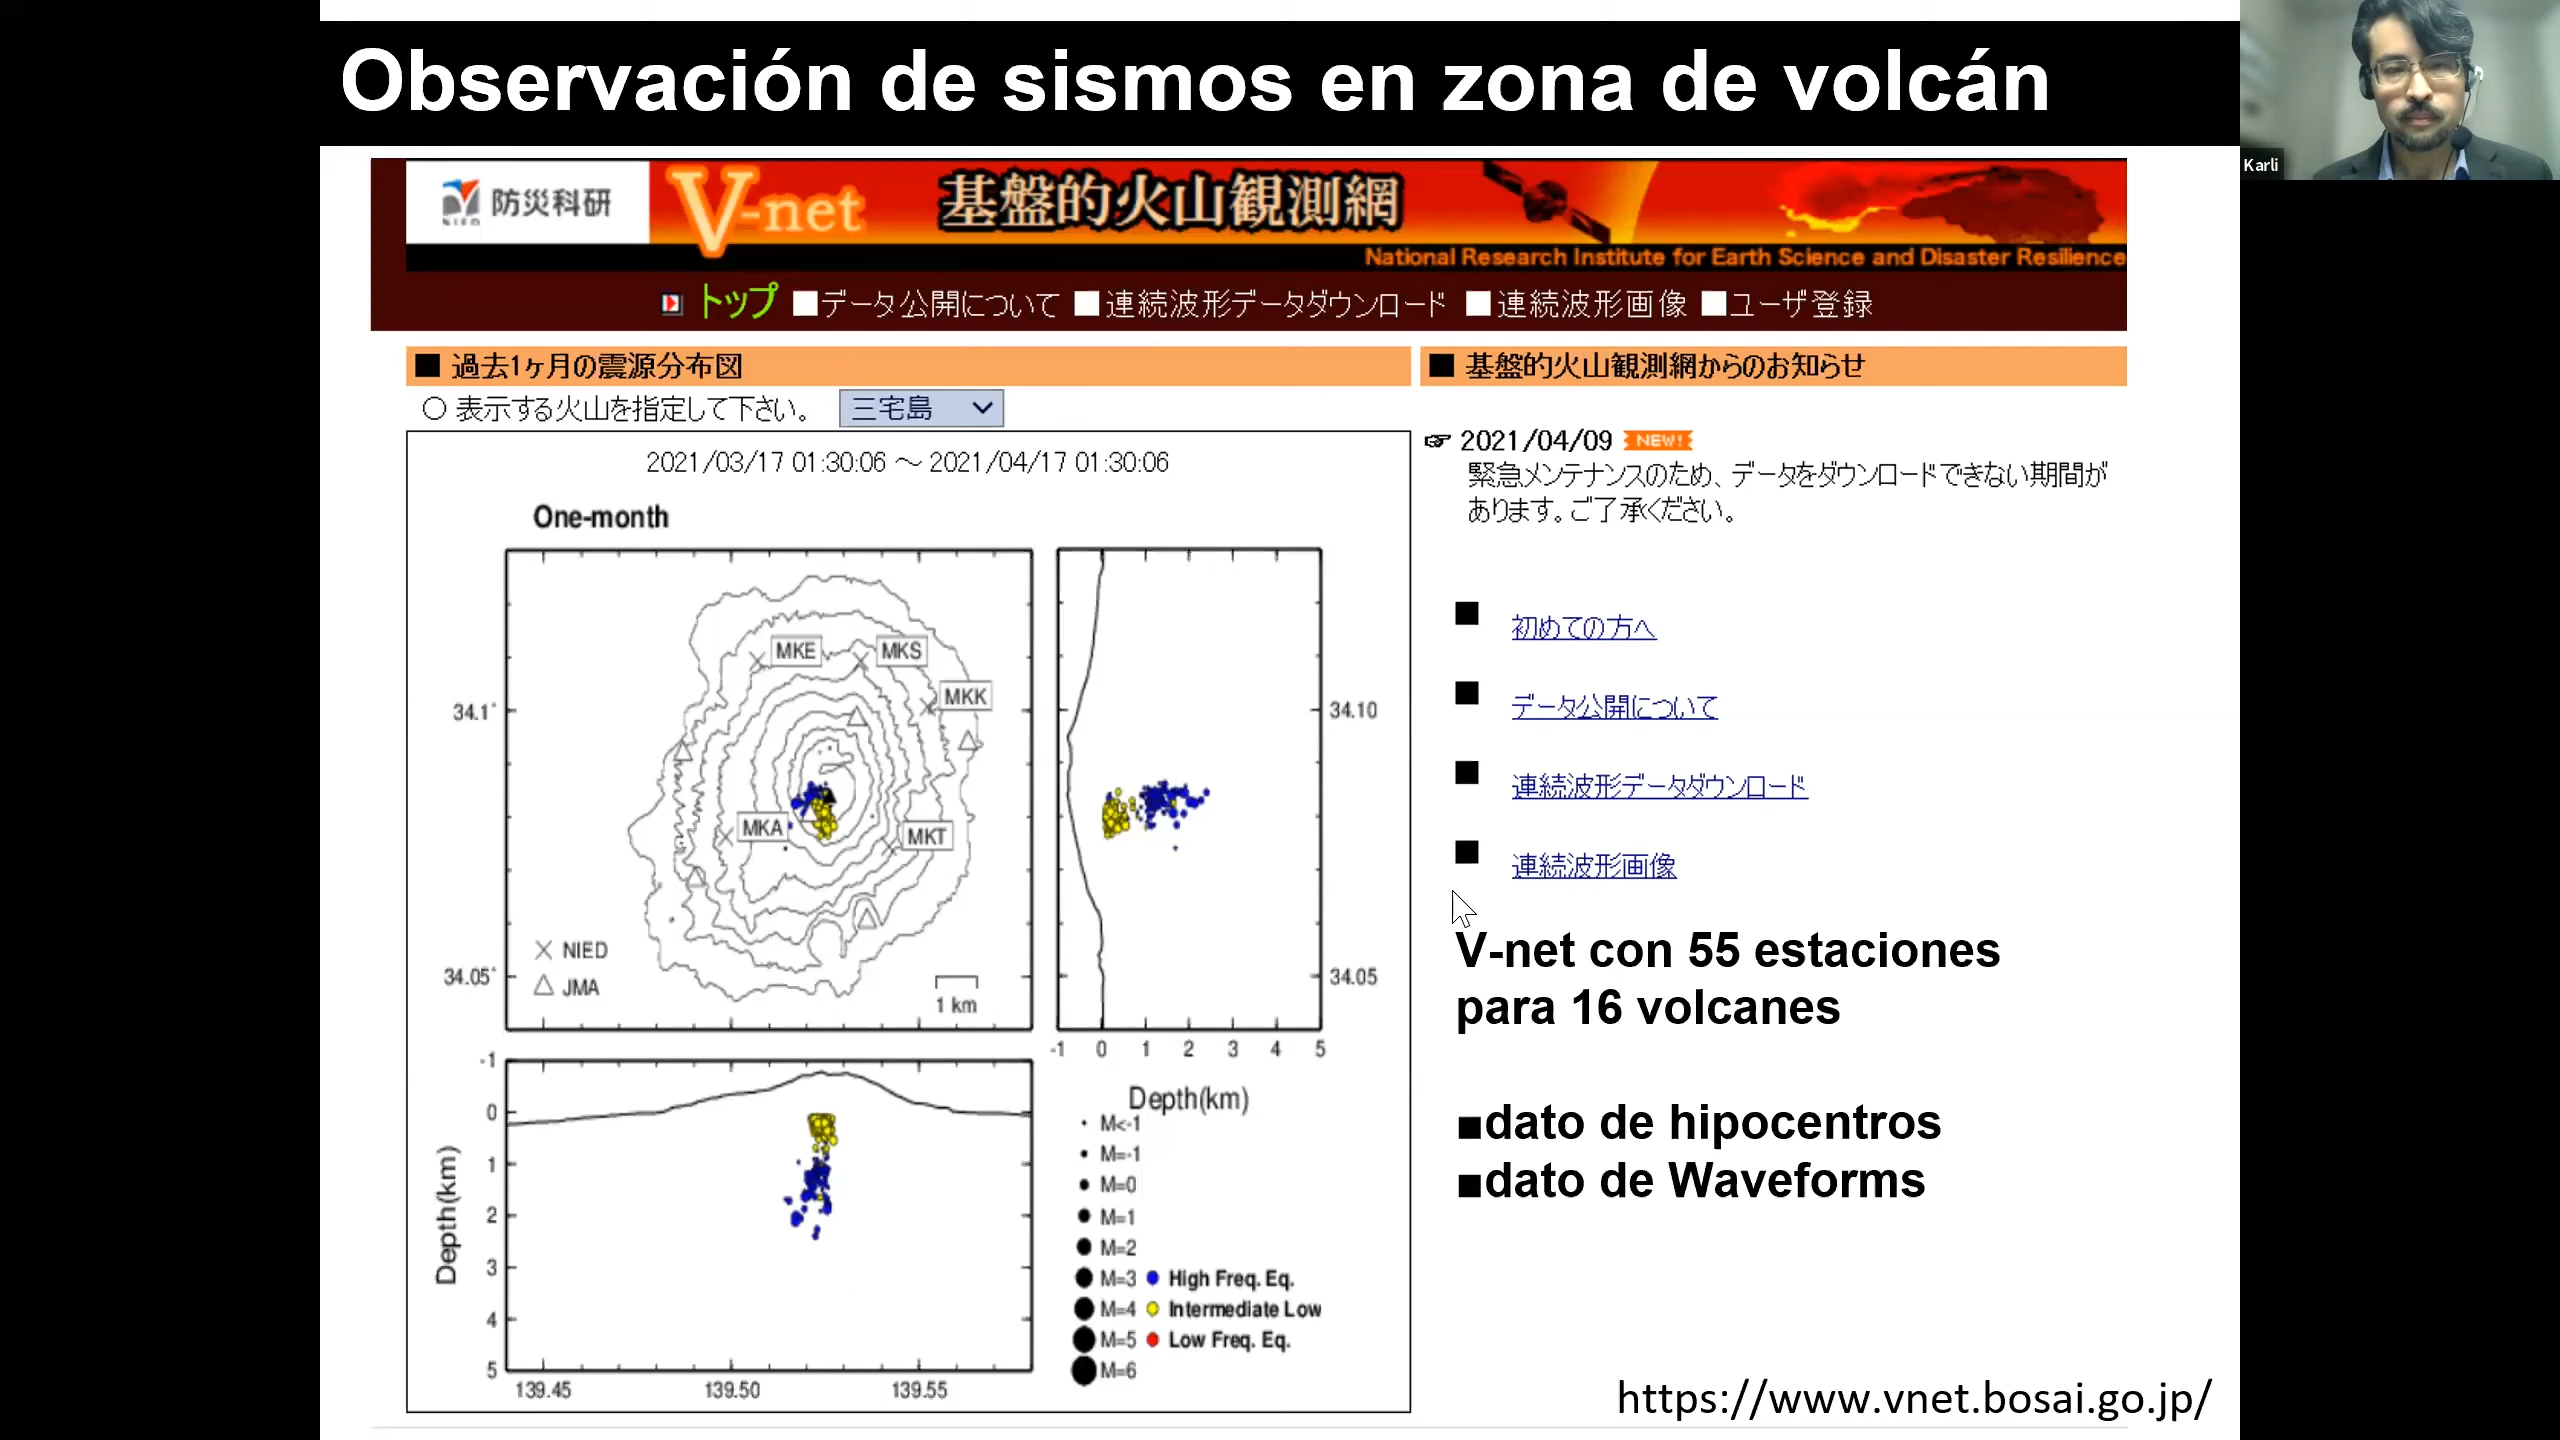 Observación de sismos en zona de volcán
Karli
NIED 防災科研
V-net 基盤的火山観測網
National Research Institute for Earth Science and Disaster Resilience
トップ データ公開について 連続波形データダウンロード 連続波形画像 ユーザ登録
■ 過去1ヶ月の震源分布図
○ 表示する火山を指定して下さい。 三宅島
2021/03/17 01:30:06 ～ 2021/04/17 01:30:06
One-month
MKE MKS
MKK
34.1°
MKA MKT
NIED
34.05° JMA
1 km
34.10
34.05
-1 0 1 2 3 4 5
Depth(km)
-1
0
1
2
3
4
5
Depth(km)
139.45 139.50 139.55
M<-1
M=-1
M=0
M=1
M=2
M=3 High Freq. Eq.
M=4 Intermediate Low
M=5 Low Freq. Eq.
M=6
■ 基盤的火山観測網からのお知らせ
☞ 2021/04/09 NEW!
緊急メンテナンスのため、データをダウンロードできない期間が
あります。ご了承ください。
■ 初めての方へ
■ データ公開について
■ 連続波形データダウンロード
■ 連続波形画像
V-net con 55 estaciones
para 16 volcanes
■dato de hipocentros
■dato de Waveforms
https://www.vnet.bosai.go.jp/